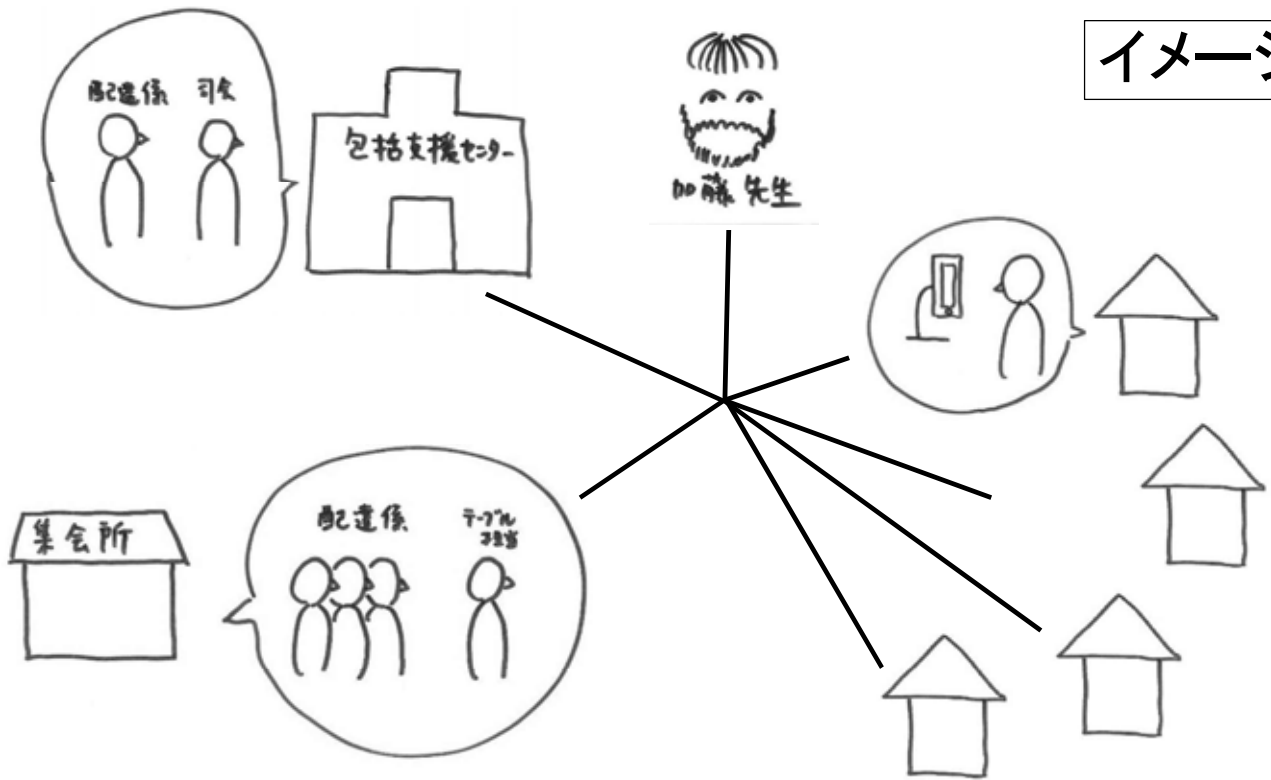 イメージ
配達係 司会
包括支援センター
加藤先生
集会所
配達係
テーブル
担当